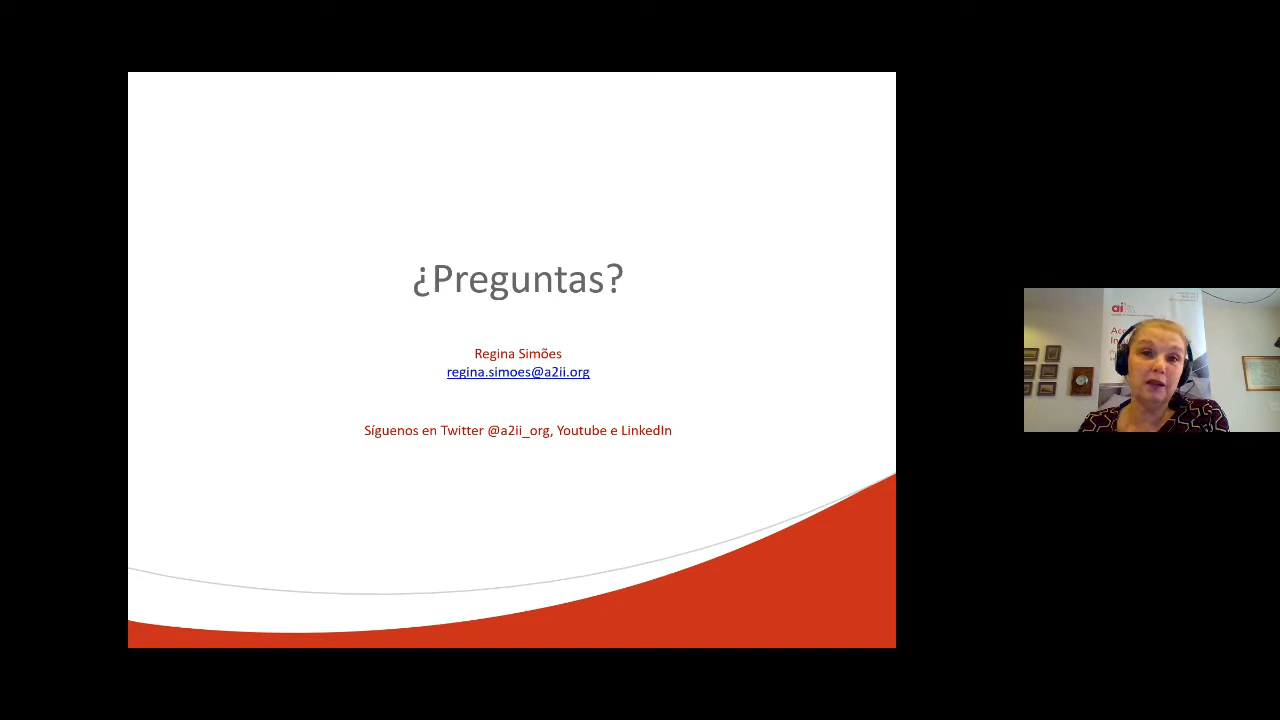 ¿Preguntas?
Regina Simões
regina.simoes@a2ii.org
Síguenos en Twitter @a2ii_org, Youtube e LinkedIn